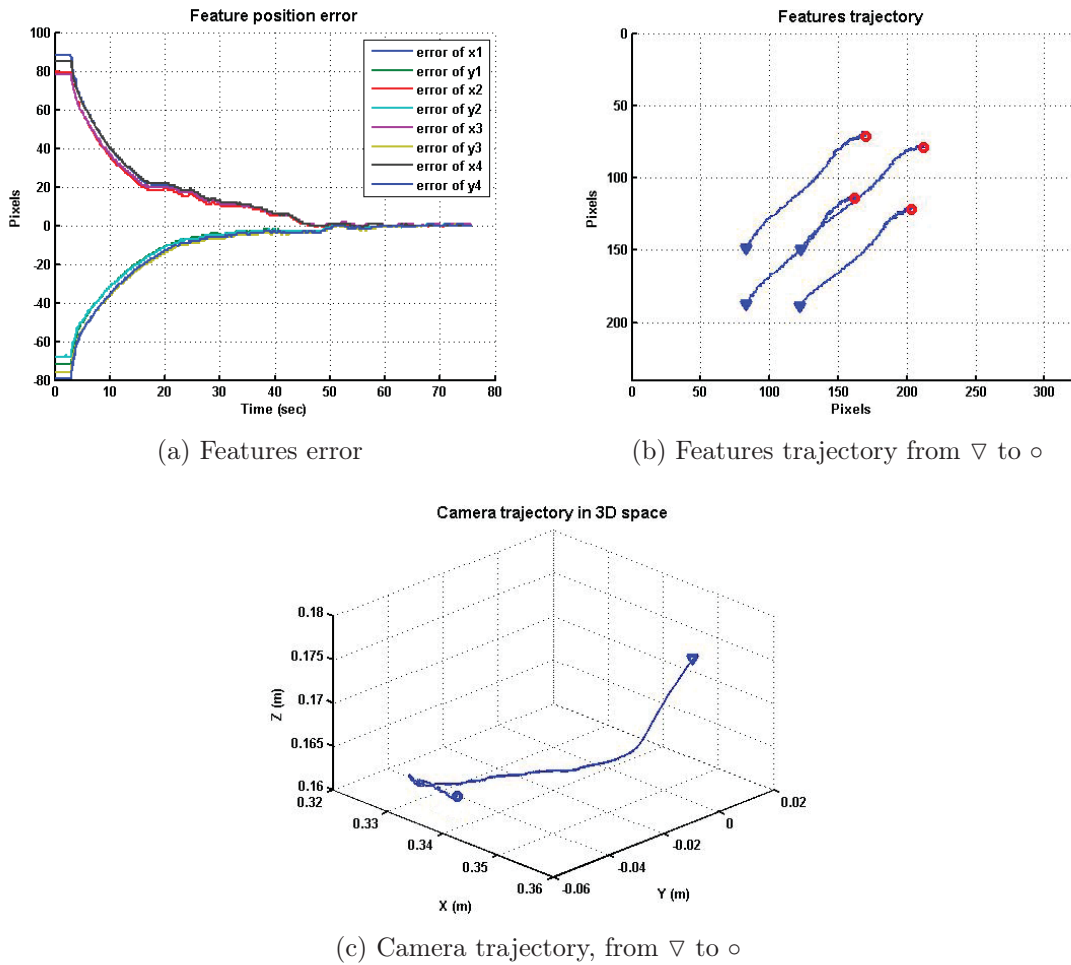 Feature position error
100
80
60
40
20
0
-20
-40
-60
-80
Pixels
0 10 20 30 40 50 60 70 80
Time (sec)
error of x1
error of y1
error of x2
error of y2
error of x3
error of y3
error of x4
error of y4
(a) Features error
Features trajectory
0
50
100
150
200
Pixels
0 50 100 150 200 250 300
Pixels
(b) Features trajectory from ▽ to ○
Camera trajectory in 3D space
0.18
0.175
0.17
0.165
0.16
Z (m)
0.32
0.33
0.34
0.35
0.36
X (m)
-0.06
-0.04
-0.02
0
0.02
Y (m)
(c) Camera trajectory, from ▽ to ○